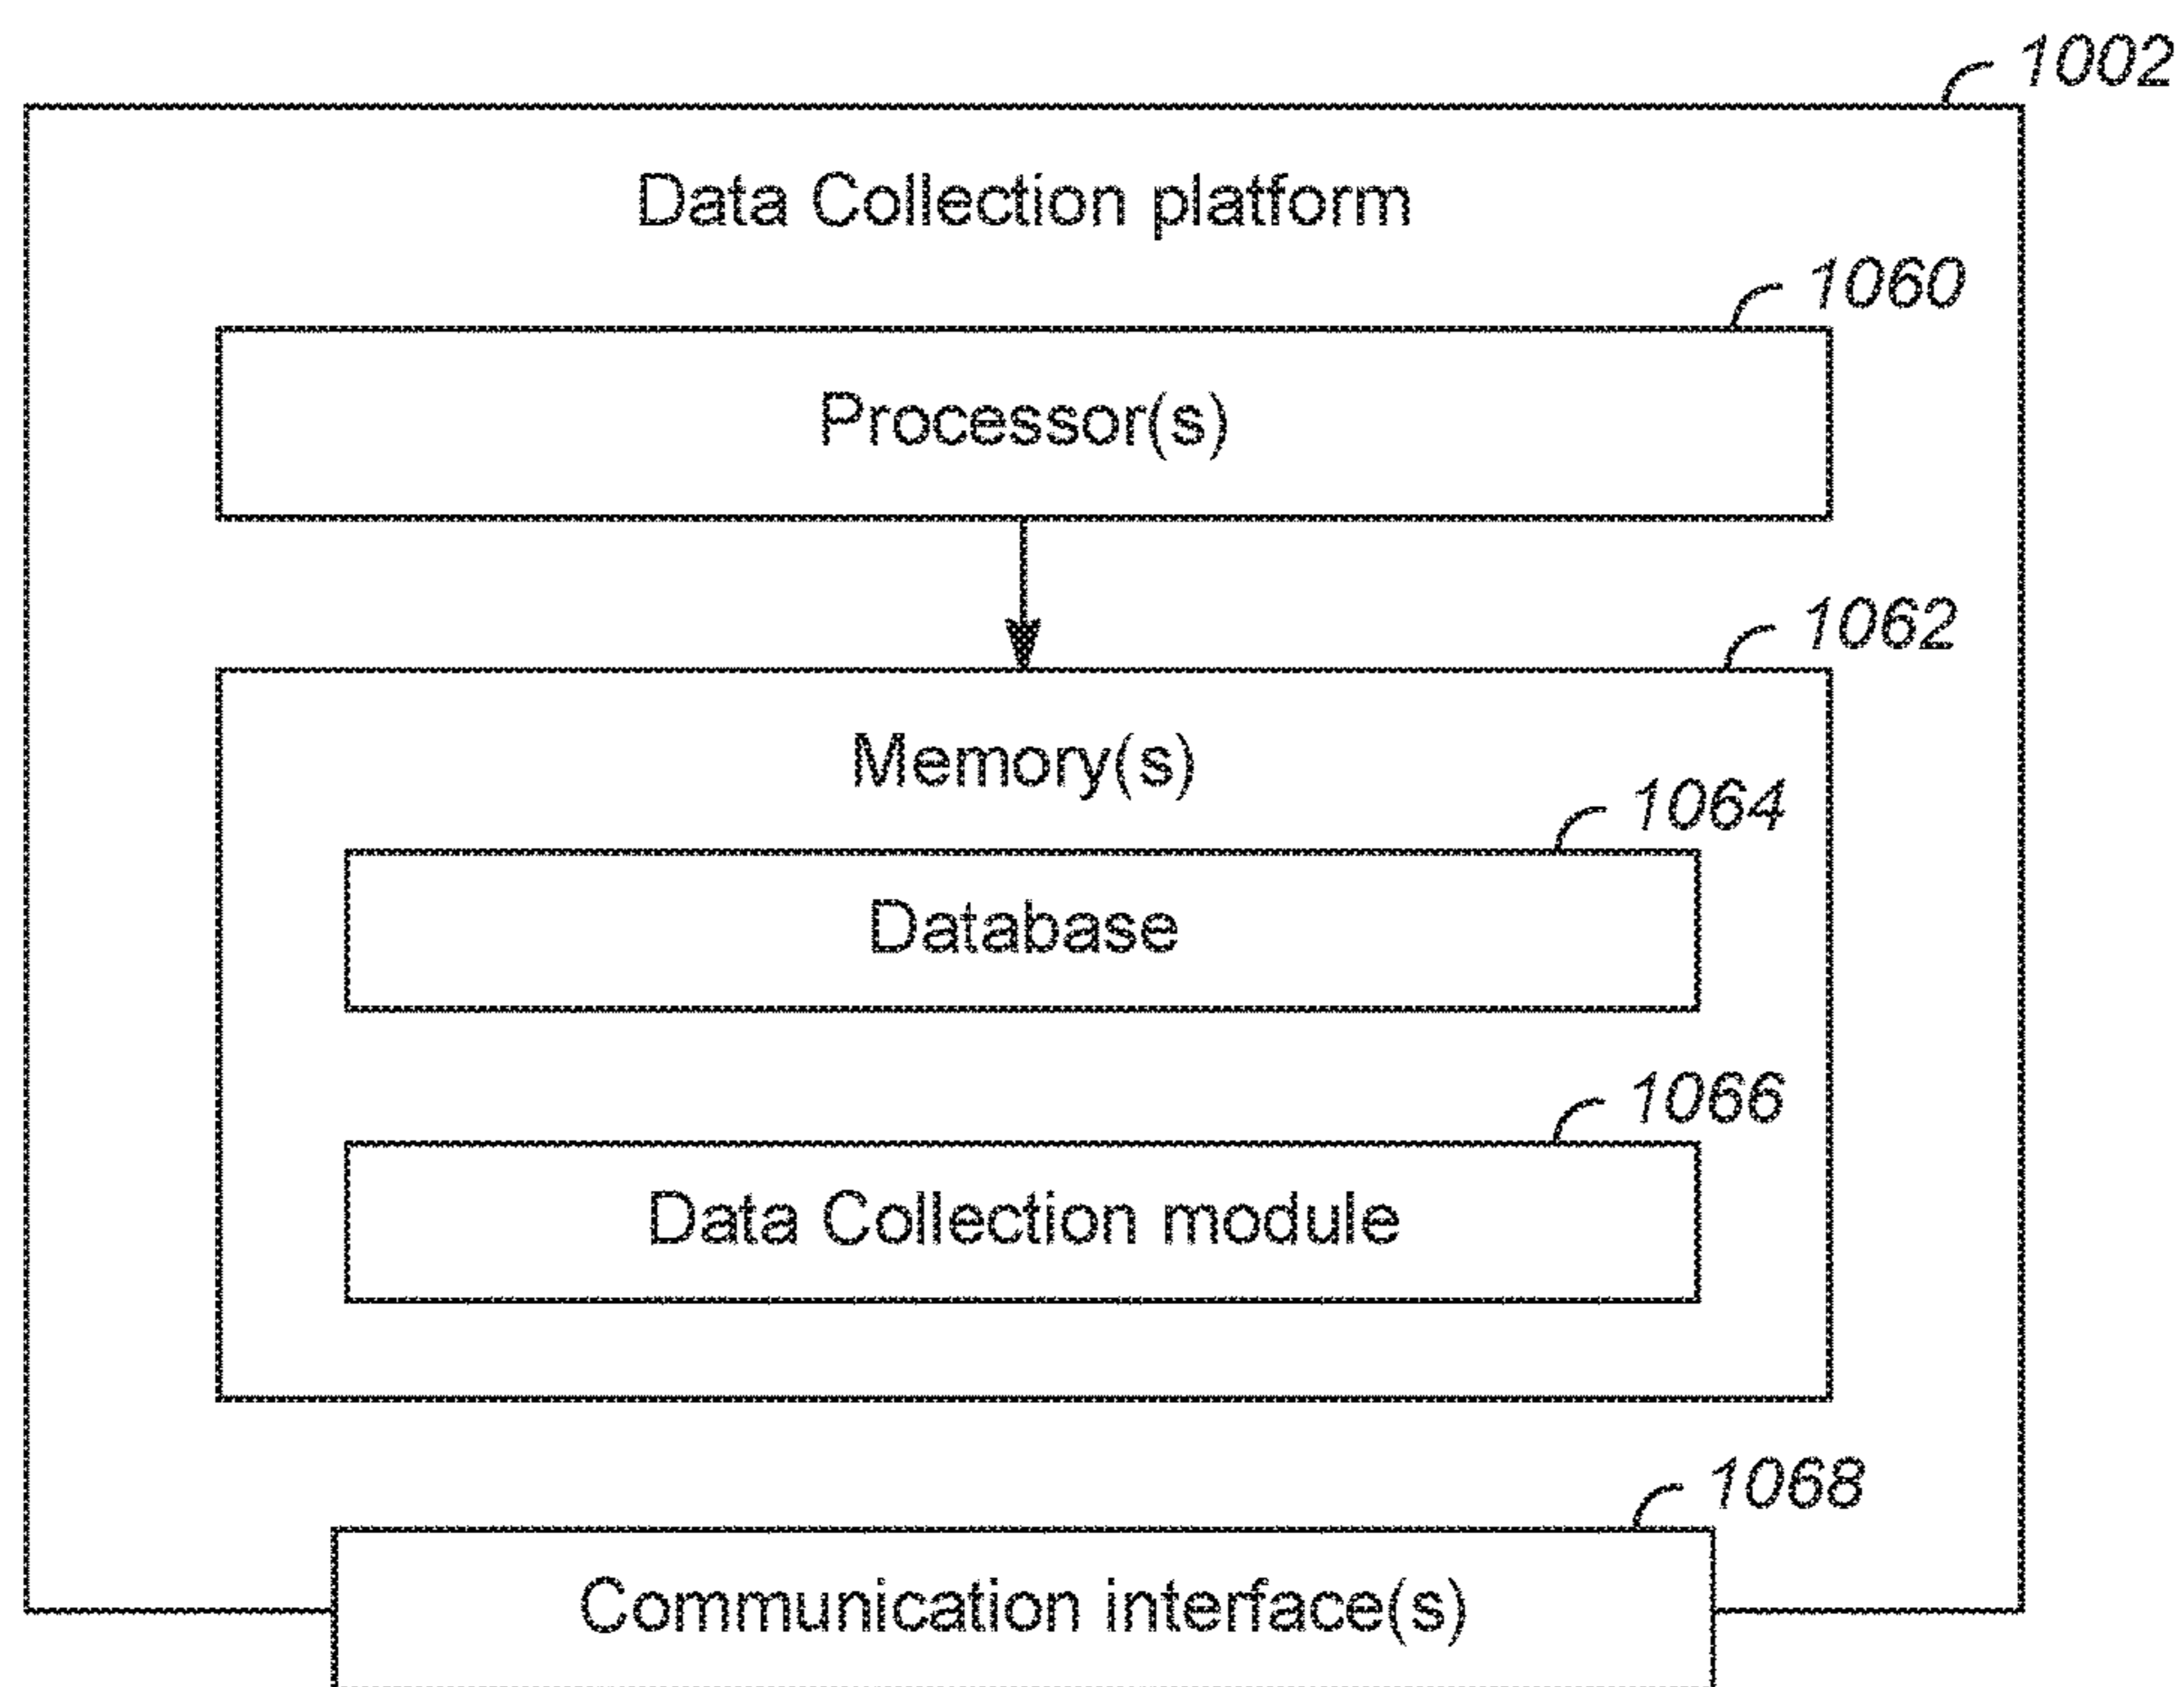 1002
Data Collection platform
1060
Processor(s)
1062
Memory(s)
1064
Database
1066
Data Collection module
1068
Communication interface(s)